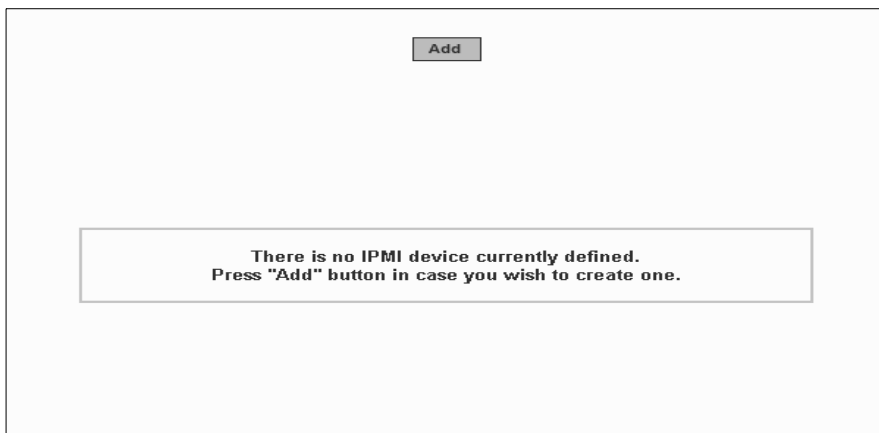 Add
There is no IPMI device currently defined.
Press "Add" button in case you wish to create one.